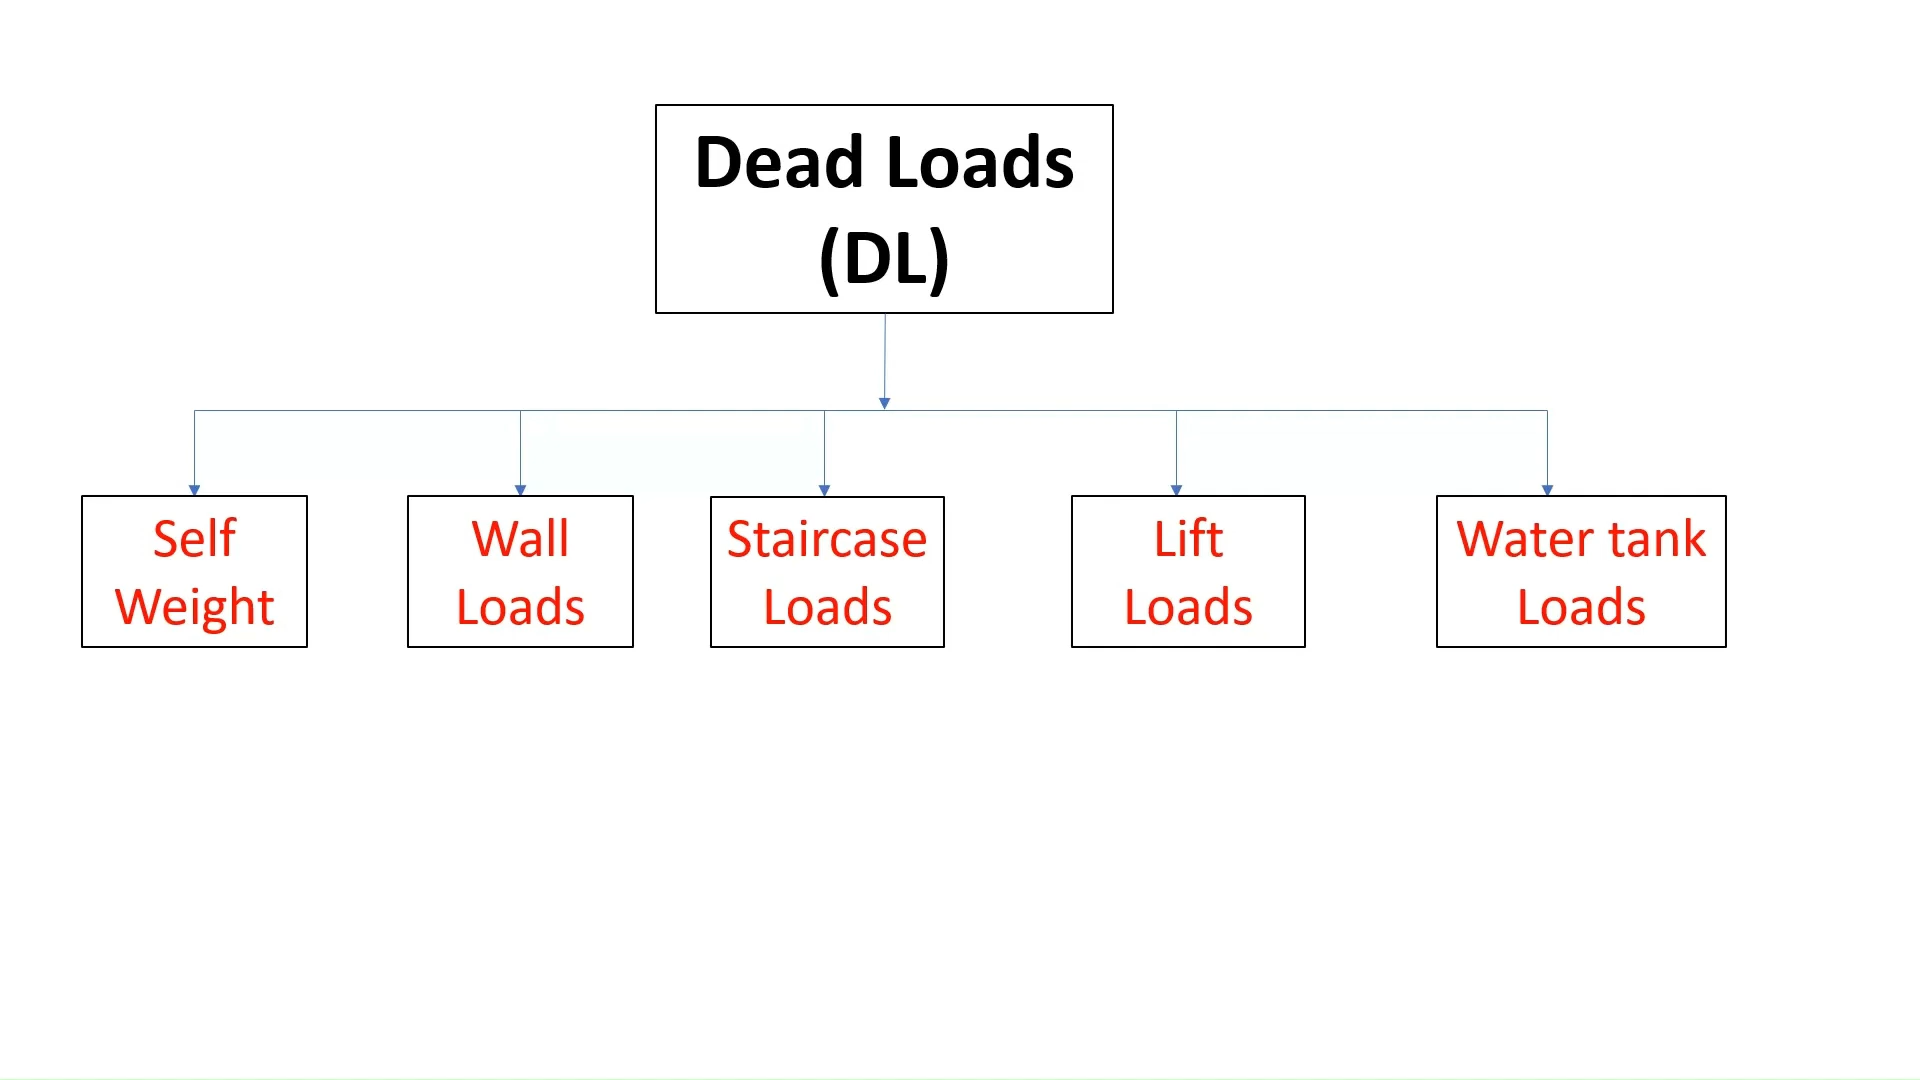 Dead Loads
(DL)
Self
Weight
Wall
Loads
Staircase
Loads
Lift
Loads
Water tank
Loads